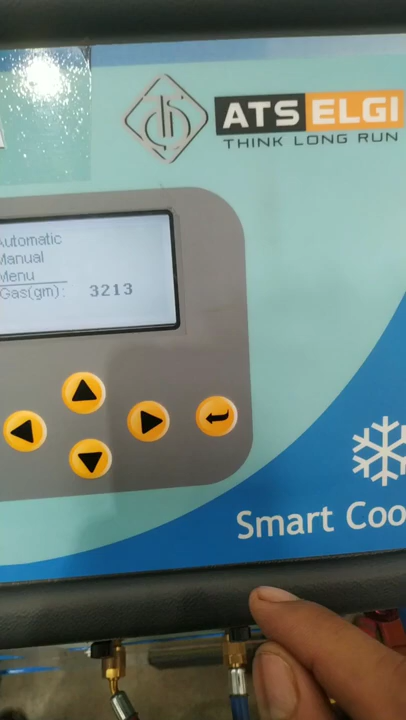 ATS ELGI
THINK LONG RUN
Automatic
Manual
Menu
Gas(gm): 3213
Smart Coo